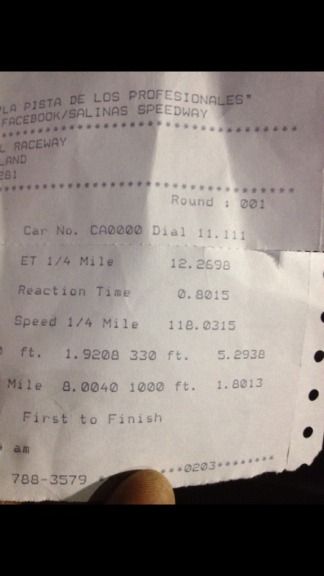 "LA PISTA DE LOS PROFESIONALES"
FACEBOOK/SALINAS SPEEDWAY
RACEWAY
LAND
281
Round : 001
Car No. CA0000 Dial 11.111
ET 1/4 Mile 12.2698
Reaction Time 0.8015
Speed 1/4 Mile 118.0315
ft. 1.9208 330 ft. 5.2938
Mile 8.0040 1000 ft. 1.8013
First to Finish
am
788-3579 ***0203********